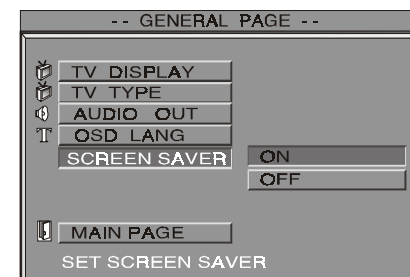 -- GENERAL PAGE --
TV DISPLAY
TV TYPE
AUDIO OUT
T OSD LANG
SCREEN SAVER ON
OFF
MAIN PAGE
SET SCREEN SAVER